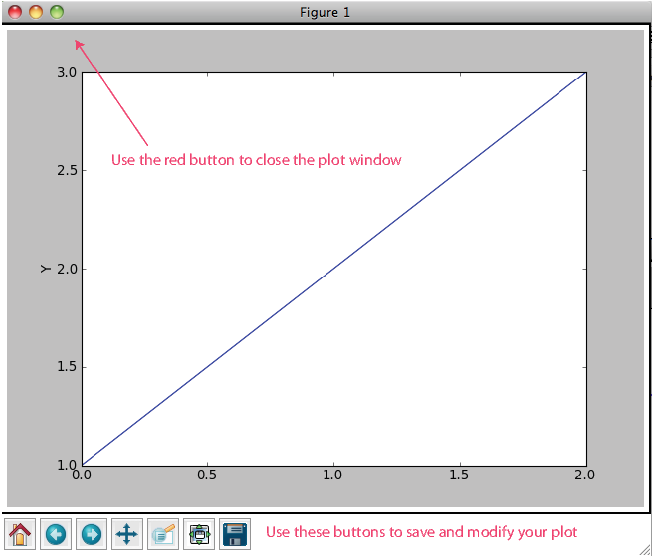 Figure 1
3.0
Use the red button to close the plot window
2.5
Y
2.0
1.5
1.0
0.0 0.5 1.0 1.5 2.0
Use these buttons to save and modify your plot